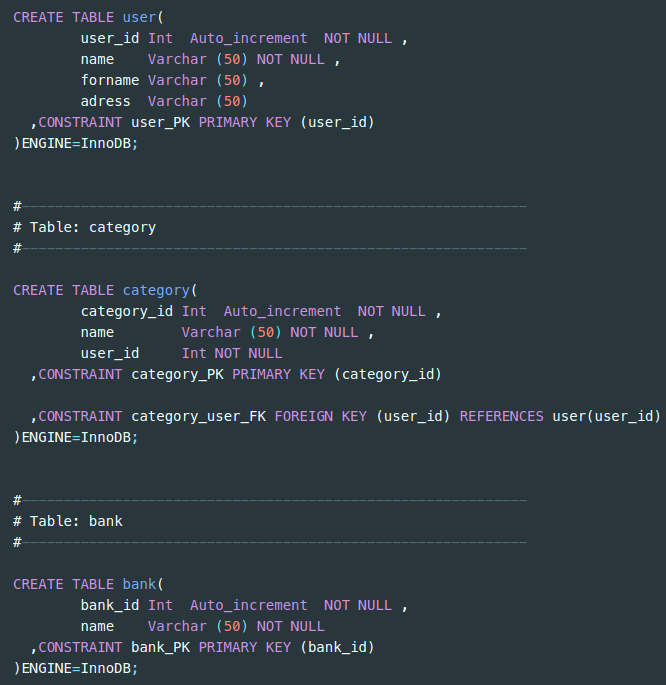 CREATE TABLE user(
        user_id Int  Auto_increment  NOT NULL ,
        name    Varchar (50) NOT NULL ,
        forname Varchar (50) ,
        adress  Varchar (50)
  ,CONSTRAINT user_PK PRIMARY KEY (user_id)
)ENGINE=InnoDB;
#------------------------------------------------------------
# Table: category
#------------------------------------------------------------
CREATE TABLE category(
        category_id Int  Auto_increment  NOT NULL ,
        name        Varchar (50) NOT NULL ,
        user_id     Int NOT NULL
  ,CONSTRAINT category_PK PRIMARY KEY (category_id)
  ,CONSTRAINT category_user_FK FOREIGN KEY (user_id) REFERENCES user(user_id)
)ENGINE=InnoDB;
#------------------------------------------------------------
# Table: bank
#------------------------------------------------------------
CREATE TABLE bank(
        bank_id Int  Auto_increment  NOT NULL ,
        name    Varchar (50) NOT NULL
  ,CONSTRAINT bank_PK PRIMARY KEY (bank_id)
)ENGINE=InnoDB;